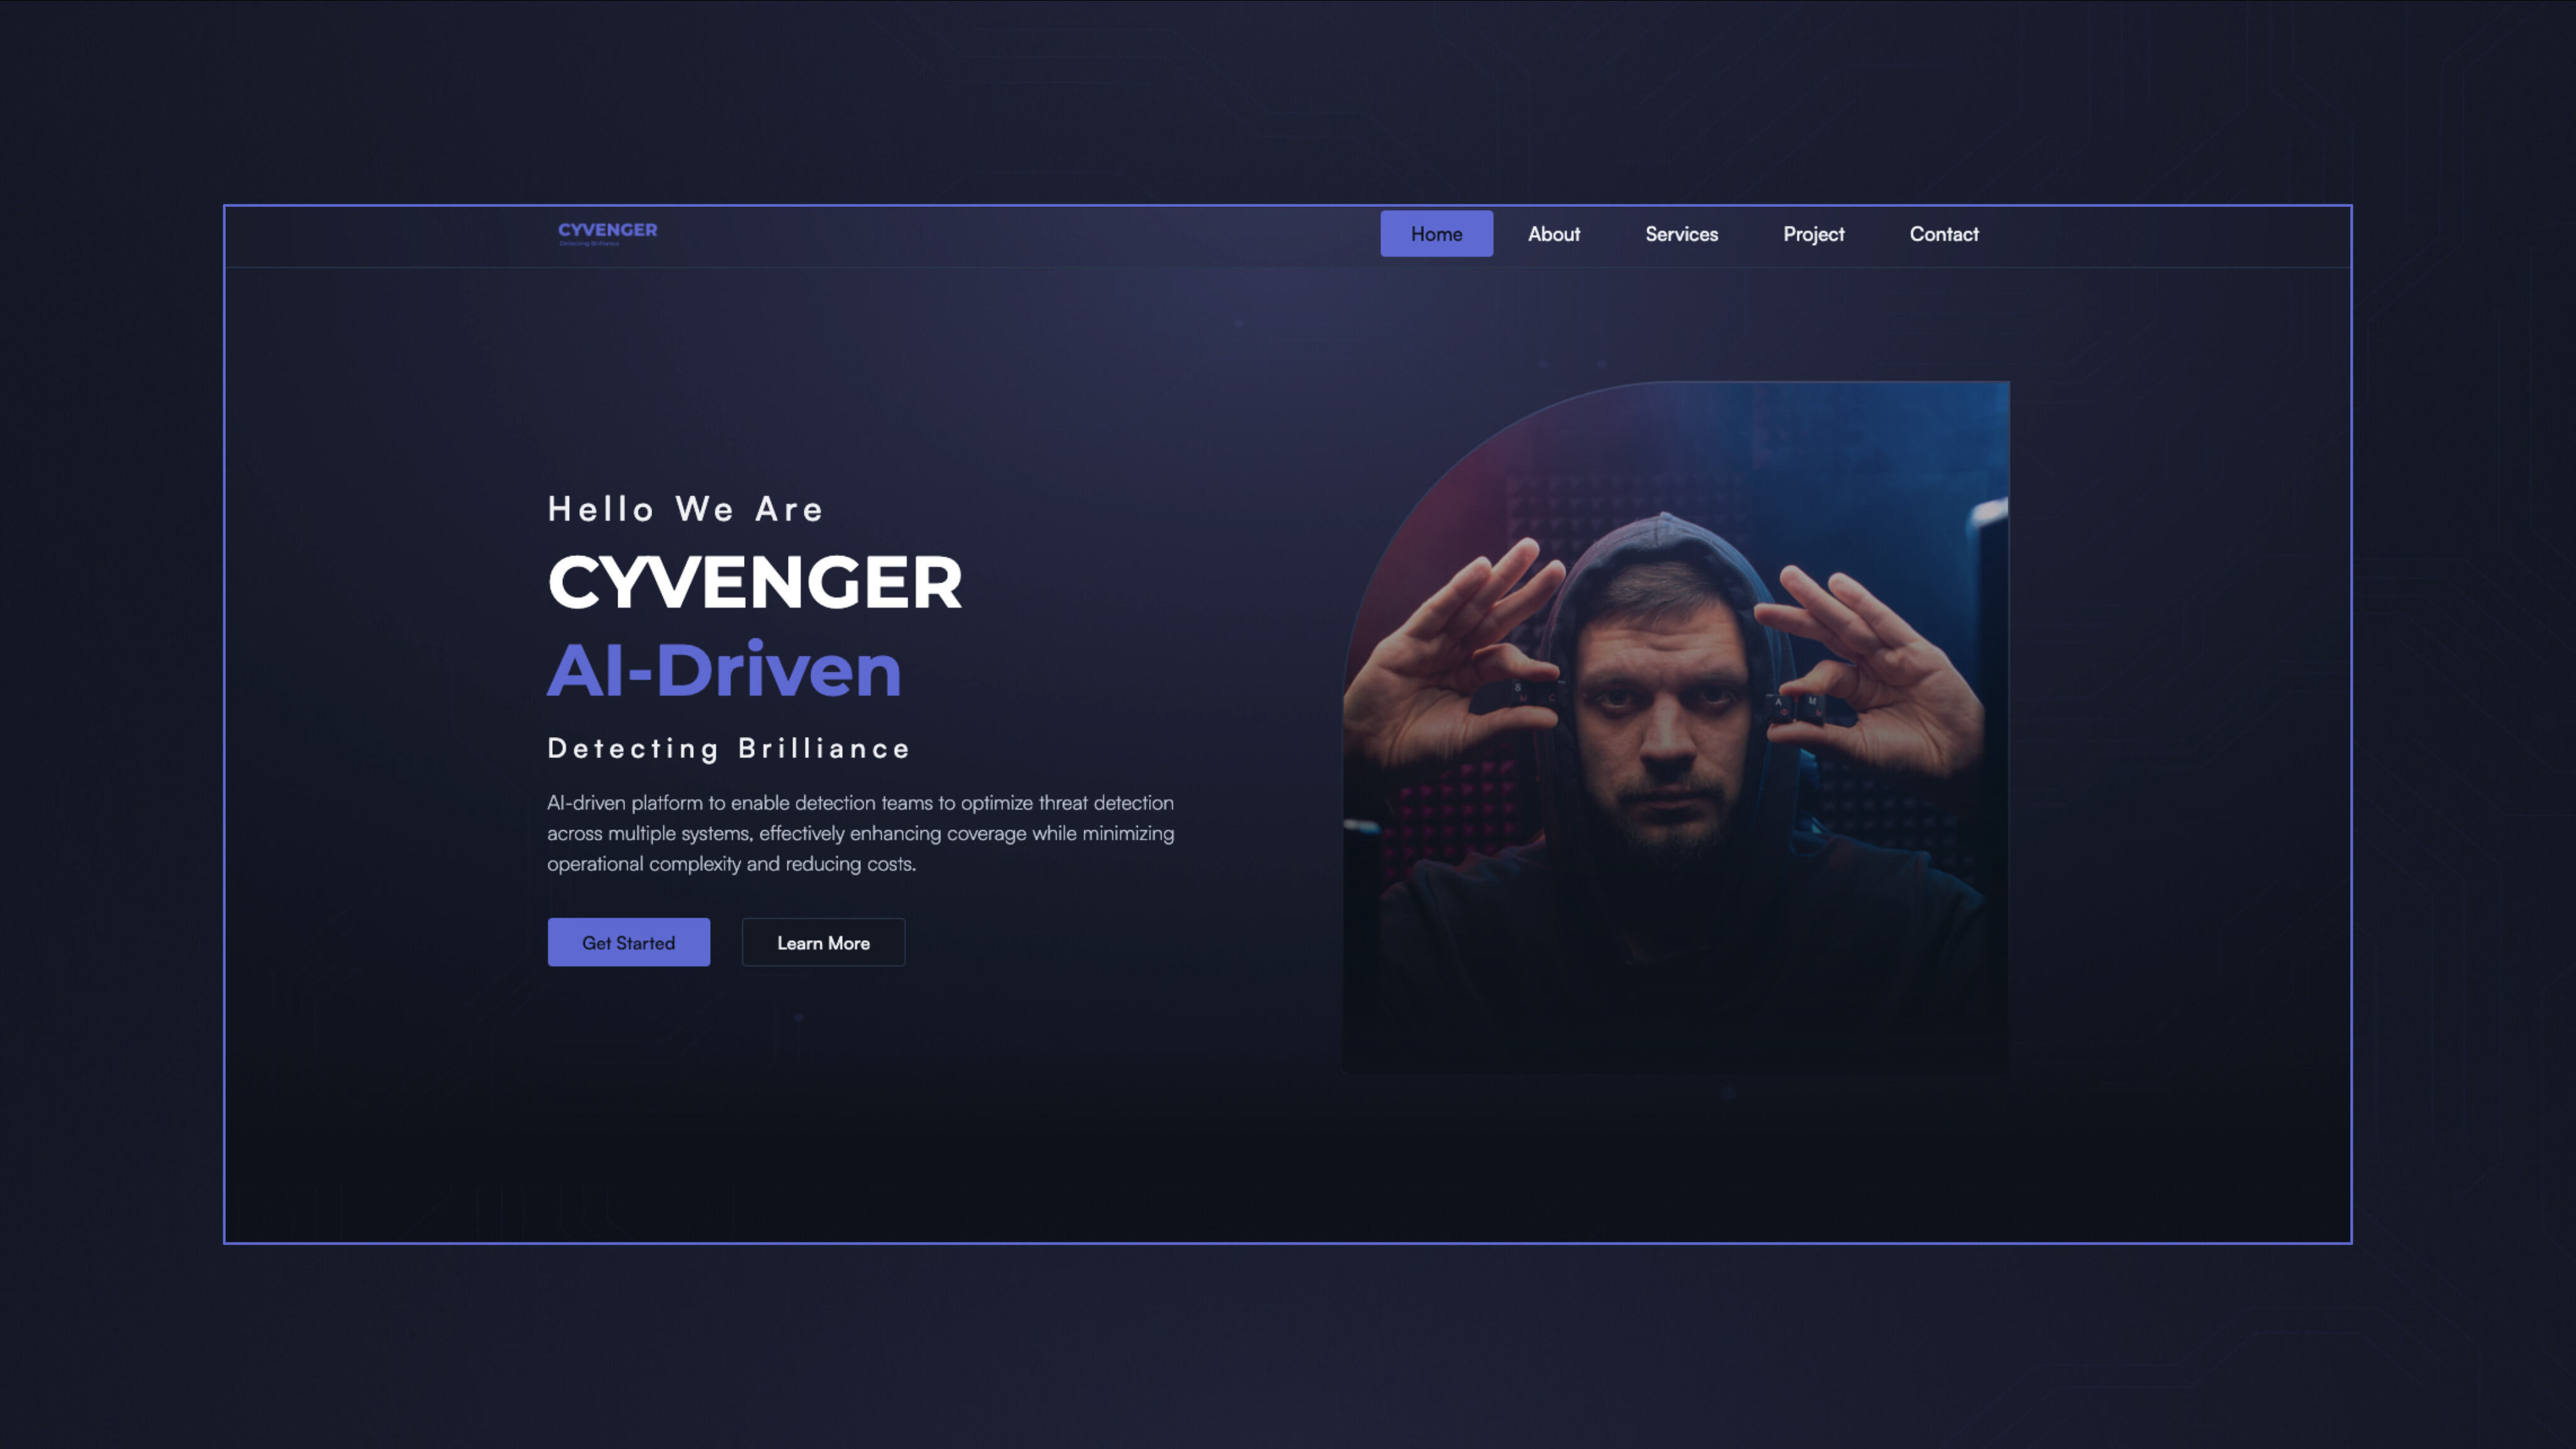 CYVENGER
Detecting Brilliance
Home
About
Services
Project
Contact
Hello We Are
CYVENGER
AI-Driven
Detecting Brilliance
AI-driven platform to enable detection teams to optimize threat detection
across multiple systems, effectively enhancing coverage while minimizing
operational complexity and reducing costs.
Get Started
Learn More
S C
A M